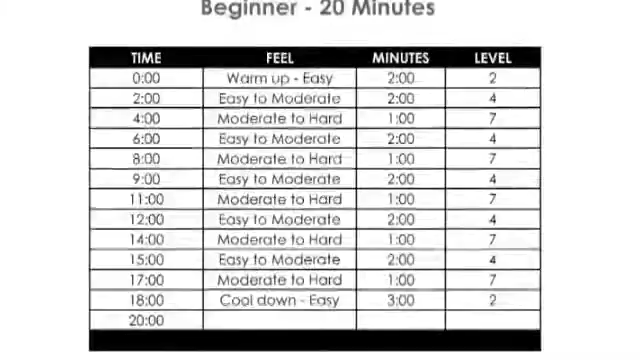 Beginner - 20 Minutes
TIME FEEL MINUTES LEVEL
0:00 Warm up - Easy 2:00 2
2:00 Easy to Moderate 2:00 4
4:00 Moderate to Hard 1:00 7
6:00 Easy to Moderate 2:00 4
8:00 Moderate to Hard 1:00 7
9:00 Easy to Moderate 2:00 4
11:00 Moderate to Hard 1:00 7
12:00 Easy to Moderate 2:00 4
14:00 Moderate to Hard 1:00 7
15:00 Easy to Moderate 2:00 4
17:00 Moderate to Hard 1:00 7
18:00 Cool down - Easy 3:00 2
20:00